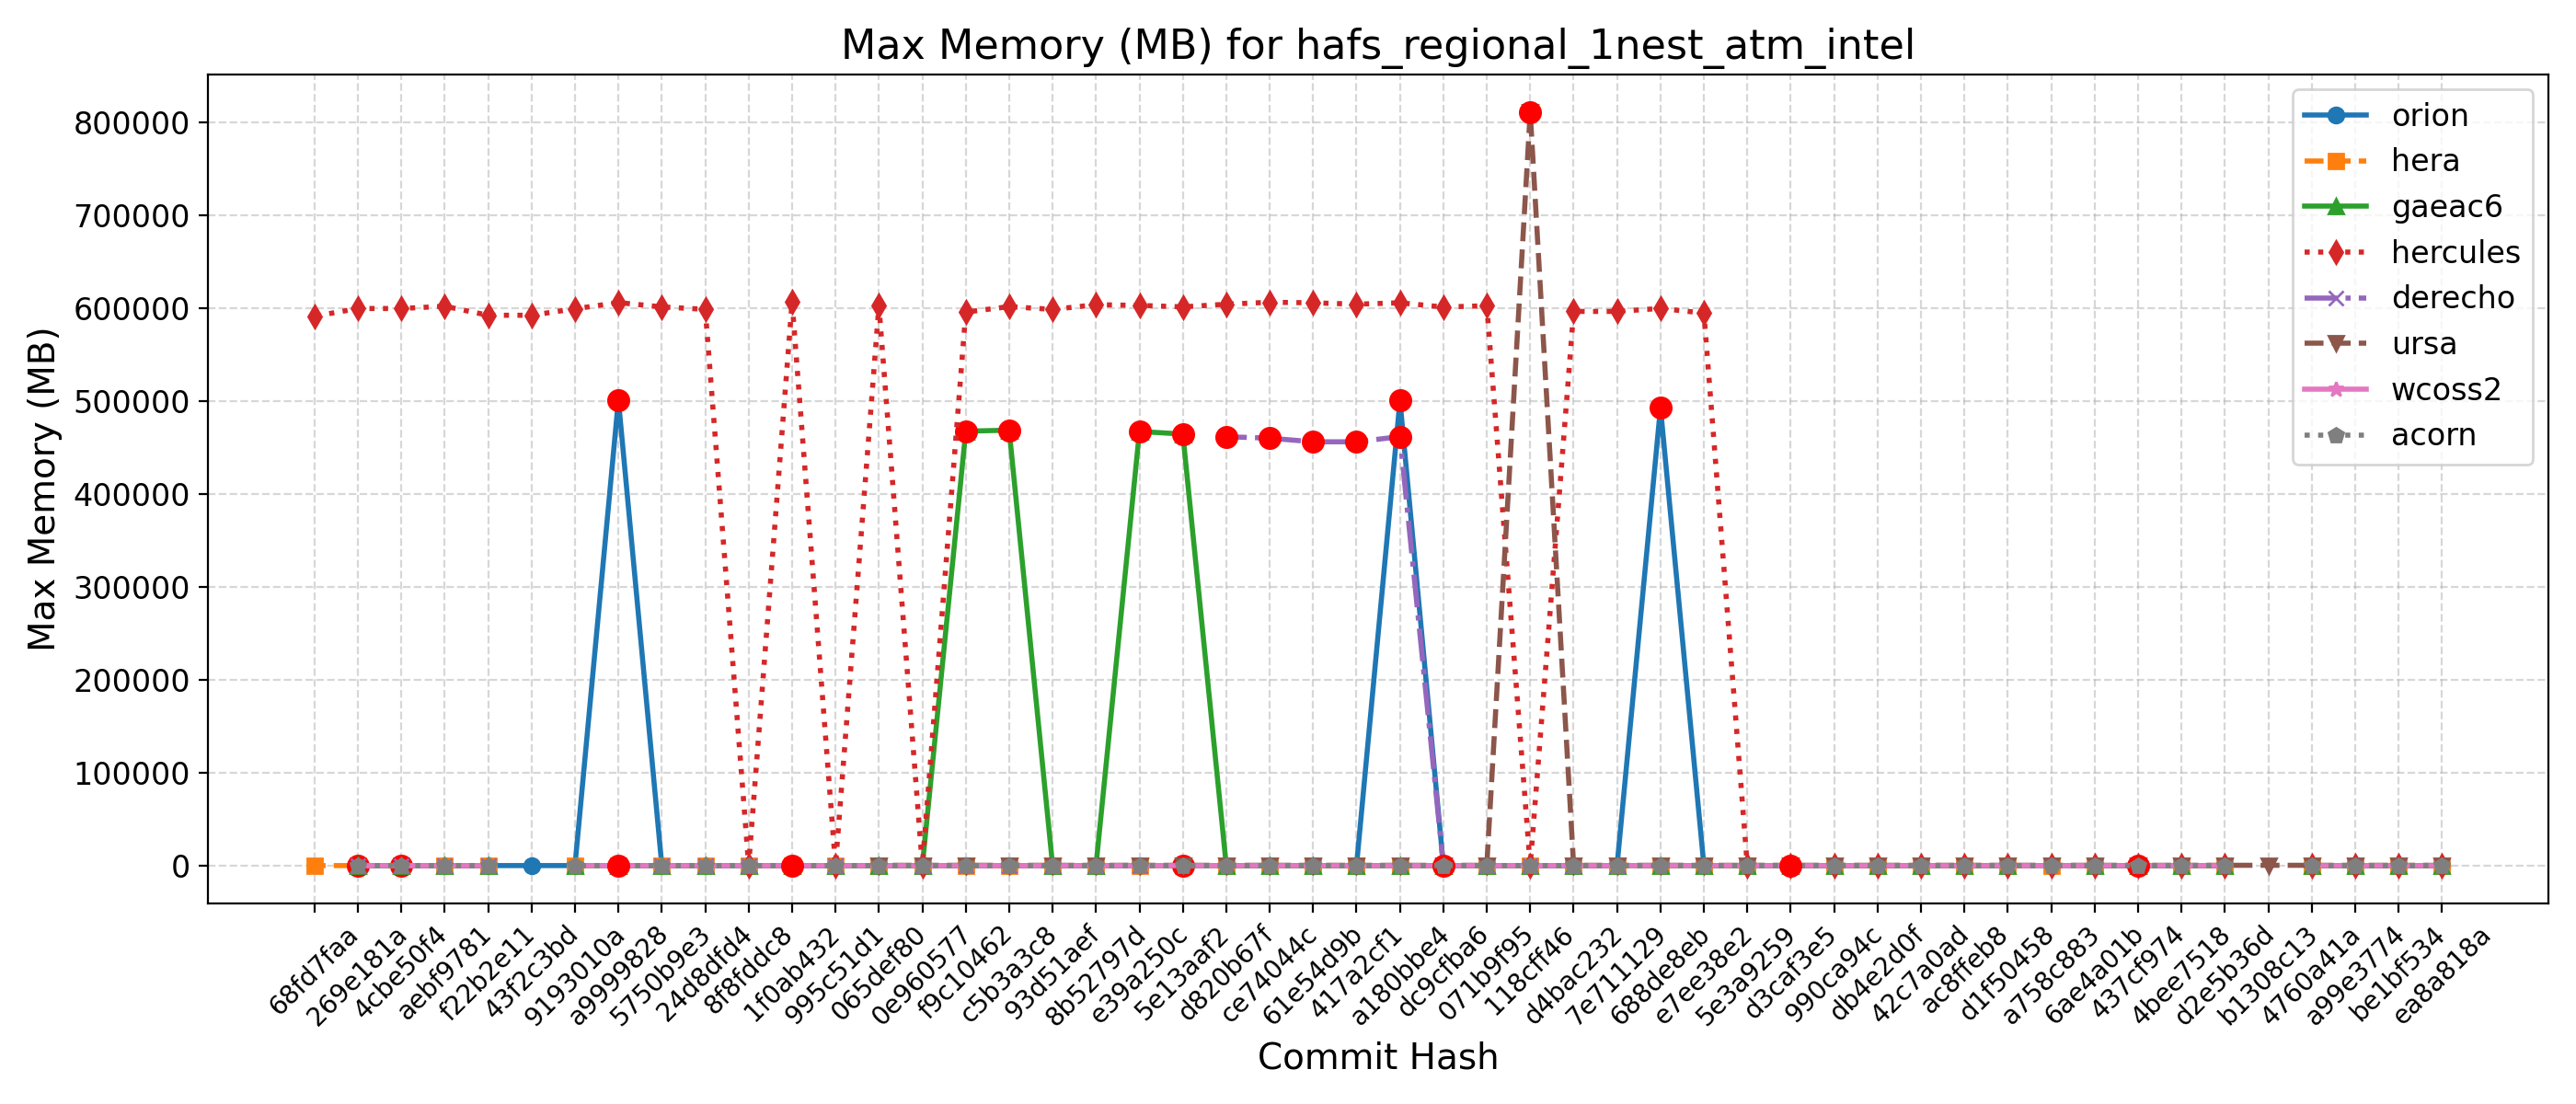 Max Memory (MB) for hafs_regional_1nest_atm_intel
Max Memory (MB)
800000
700000
600000
500000
400000
300000
200000
100000
0
orion
hera
gaeac6
hercules
derecho
ursa
wcoss2
acorn
68fd7faa
269e181a
4cbe50f4
aebf9781
f22b2e11
43f2c3bd
9193010a
a9999828
5750b9e3
24d8dfd4
8f8fddc8
1f0ab432
995c51d1
065def80
0e960577
f9c10462
c5b3a3c8
93d51aef
8b52797d
e39a250c
5e13aaf2
d820b67f
ce74044c
61e54d9b
417a2cf1
a180bbe4
dc9cfba6
071b9f95
118cff46
d4bac232
7e711129
688de8eb
e7ee38e2
5e3a9259
d3caf3e5
990ca94c
db4e2d0f
42c7a0ad
ac8ffeb8
d1f50458
a758c883
6ae4a01b
437cf974
4bee7518
d2e5b36d
b1308c13
4760a41a
a99e3774
be1bf534
ea8a818a
Commit Hash